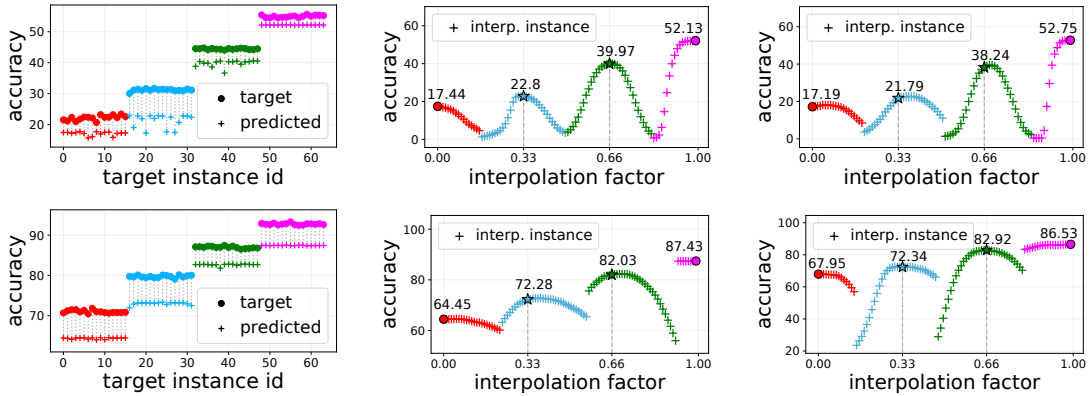 accuracy
50
40
30
20
0 10 20 30 40 50 60
target instance id
target
predicted
accuracy
60
40
20
0
0.00 0.33 0.66 1.00
interpolation factor
interp. instance
17.44
22.8
39.97
52.13
accuracy
60
40
20
0
0.00 0.33 0.66 1.00
interpolation factor
interp. instance
17.19
21.79
38.24
52.75
accuracy
90
80
70
0 10 20 30 40 50 60
target instance id
target
predicted
accuracy
100
80
60
0.00 0.33 0.66 1.00
interpolation factor
interp. instance
64.45
72.28
82.03
87.43
accuracy
100
80
60
40
20
0.00 0.33 0.66 1.00
interpolation factor
interp. instance
67.95
72.34
82.92
86.53